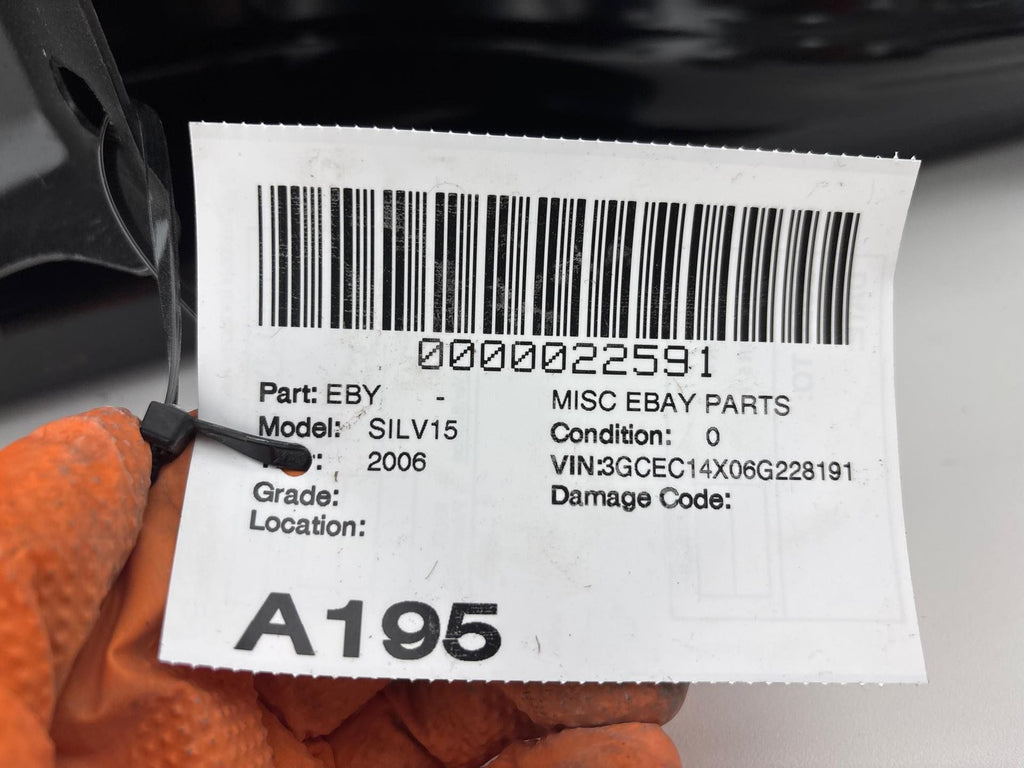 0000022591
Part: EBY - MISC EBAY PARTS
Model: SILV15 Condition: 0
2006 VIN:3GCEC14X06G228191
Grade: Damage Code:
Location:
A195